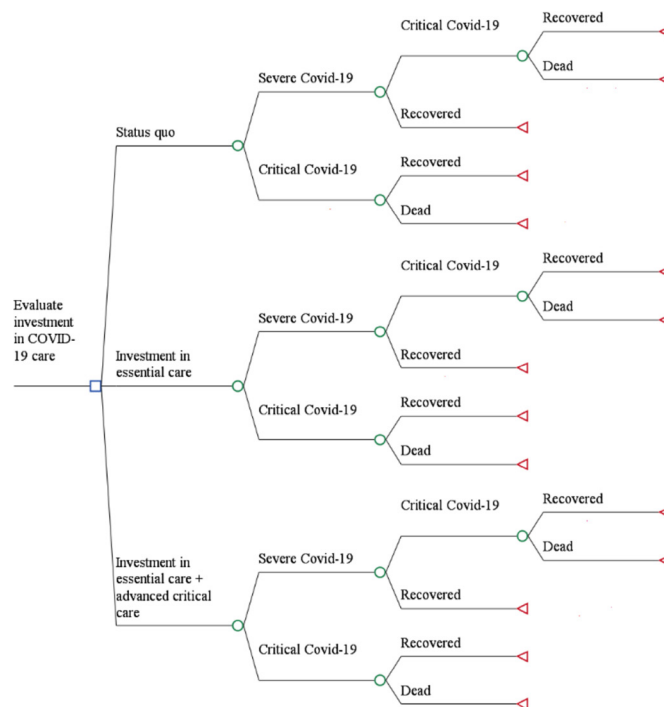 Recovered
Critical Covid-19
Dead
Severe Covid-19
Recovered
Status quo
Recovered
Critical Covid-19
Dead
Recovered
Critical Covid-19
Dead
Evaluate
investment
in COVID-
19 care
Severe Covid-19
Investment in
essential care
Recovered
Recovered
Critical Covid-19
Dead
Recovered
Critical Covid-19
Dead
Investment in
essential care +
advanced critical
care
Severe Covid-19
Recovered
Recovered
Critical Covid-19
Dead